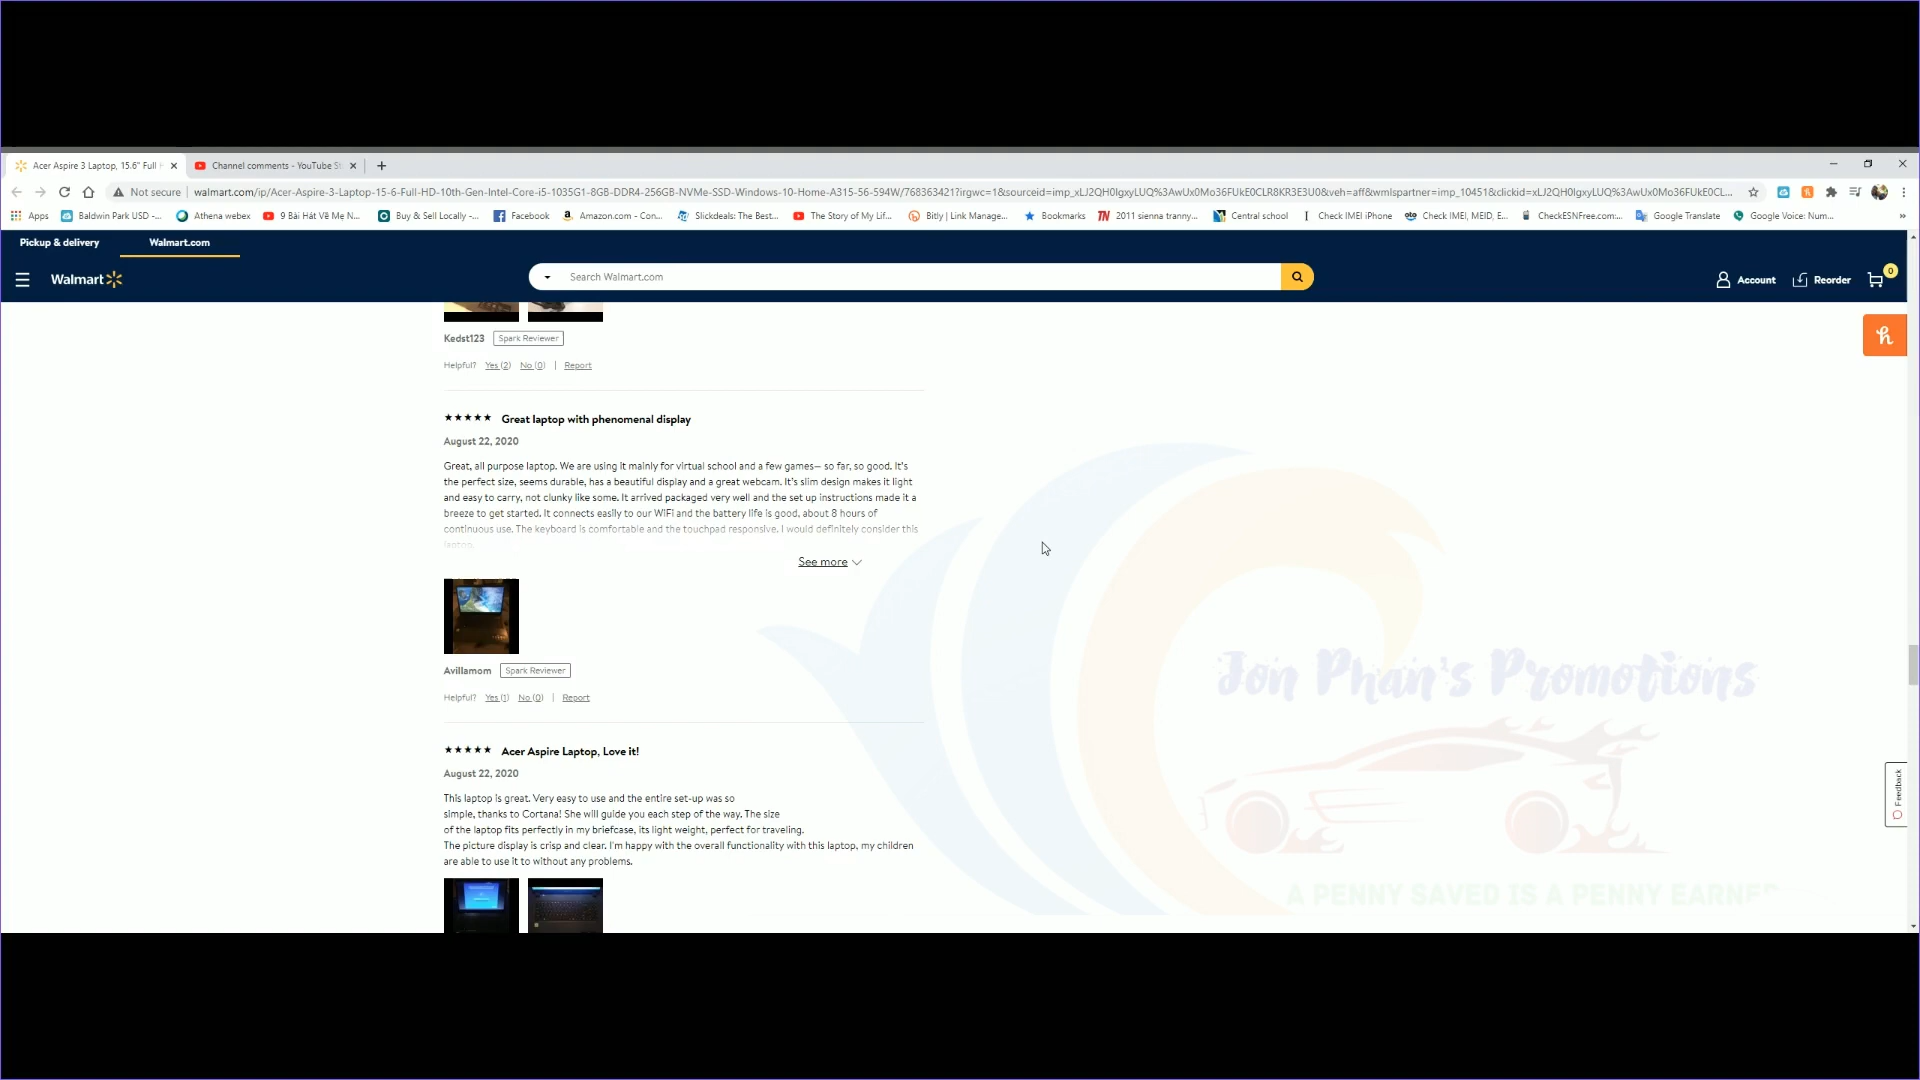 Acer Aspire 3 Laptop, 15.6" Full H
Channel comments - YouTube St
Not secure
walmart.com/ip/Acer-Aspire-3-Laptop-15-6-Full-HD-10th-Gen-Intel-Core-i5-1035G1-8GB-DDR4-256GB-NVMe-SSD-Windows-10-Home-A315-56-594W/768363421?irgwc=1&sourceid=imp_xLJ2QH0IgxyLUQ%3AwUx0Mo36FUkE0CLR8KR3E3U0&veh=aff&wmlspartner=imp_10451&clickid=xLJ2QH0IgxyLUQ%3AwUx0Mo36FUkE0CL...
Apps Baldwin Park USD -... Athena webex 9 Bài Hát Về Me N... Buy & Sell Locally -... Facebook Amazon.com - Con... Slickdeals: The Best... The Story of My Lif... Bitly | Link Manage... Bookmarks 2011 sienna tranny... Central school Check IMEI iPhone Check IMEI, MEID, E... CheckESNFree.com:... Google Translate Google Voice: Num... »
Pickup & delivery Walmart.com
Walmart Search Walmart.com Account Reorder 0
Kedst123 Spark Reviewer
Helpful? Yes (2) No (0) | Report
★★★★★ Great laptop with phenomenal display
August 22, 2020
Great, all purpose laptop. We are using it mainly for virtual school and a few games— so far, so good. It's
the perfect size, seems durable, has a beautiful display and a great webcam. It's slim design makes it light
and easy to carry, not clunky like some. It arrived packaged very well and the set up instructions made it a
breeze to get started. It connects easily to our WiFi and the battery life is good, about 8 hours of
continuous use. The keyboard is comfortable and the touchpad responsive. I would definitely consider this
laptop
See more
Avillamom Spark Reviewer
Helpful? Yes (1) No (0) | Report
★★★★★ Acer Aspire Laptop, Love it!
August 22, 2020
This laptop is great. Very easy to use and the entire set-up was so
simple, thanks to Cortana! She will guide you each step of the way. The size
of the laptop fits perfectly in my briefcase, its light weight, perfect for traveling.
The picture display is crisp and clear. I'm happy with the overall functionality with this laptop, my children
are able to use it to without any problems.
Feedback
Jon Phan's Promotions
A PENNY SAVED IS A PENNY EARNE